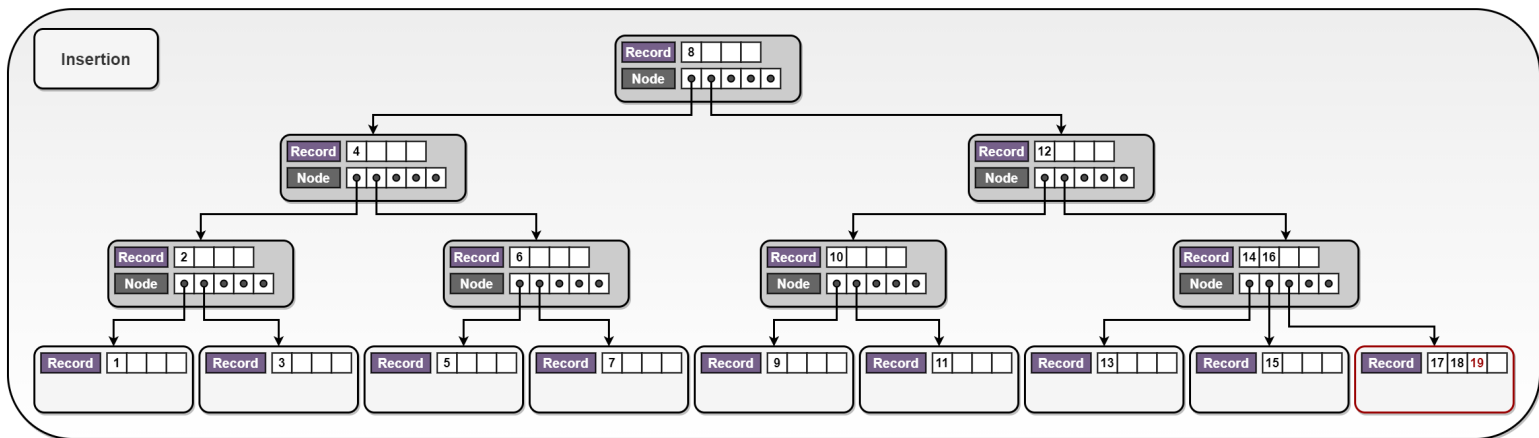 Insertion
Record 8
Node
Record 4
Node
Record 12
Node
Record 2
Node
Record 6
Node
Record 10
Node
Record 14 16
Node
Record 1
Record 3
Record 5
Record 7
Record 9
Record 11
Record 13
Record 15
Record 17 18 19